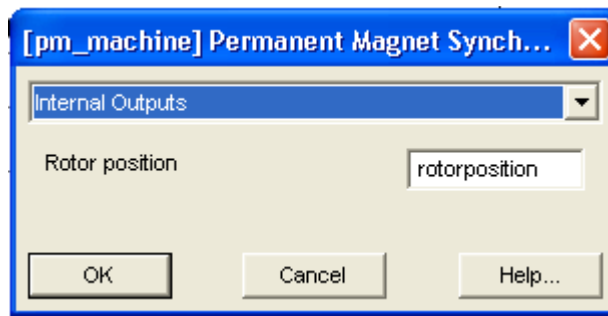 [pm_machine] Permanent Magnet Synch...
Internal Outputs
Rotor position rotorposition
OK Cancel Help...